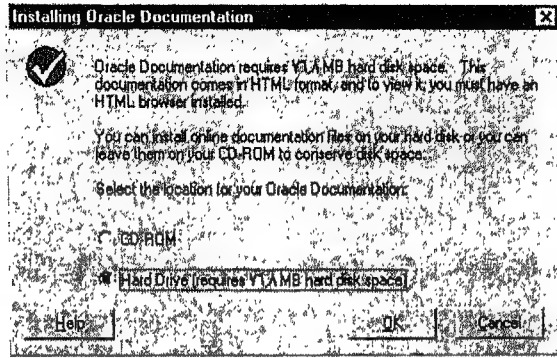 Installing Oracle Documentation
Oracle Documentation requires MB hard disk space. This
documentation comes in HTML format, and to view it, you must have an
HTML browser installed.
You can install online documentation files on your hard disk or you can
leave them on your CD-ROM to conserve disk space.
Select the location for your Oracle Documentation:
CD-ROM
Hard Drive (requires MB hard disk space)
Help
OK
Cancel